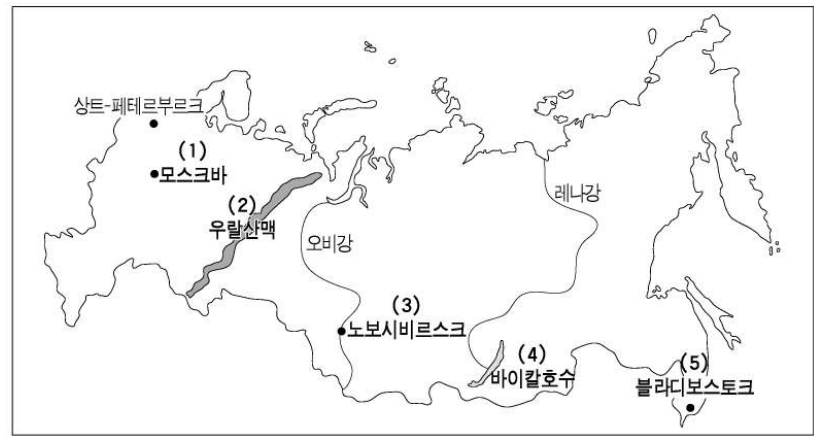 상트-페테르부르크
(1)
모스크바
(2)
우랄산맥
오비강
레나강
(3)
노보시비르스크
(4)
바이칼호수
(5)
블라디보스토크